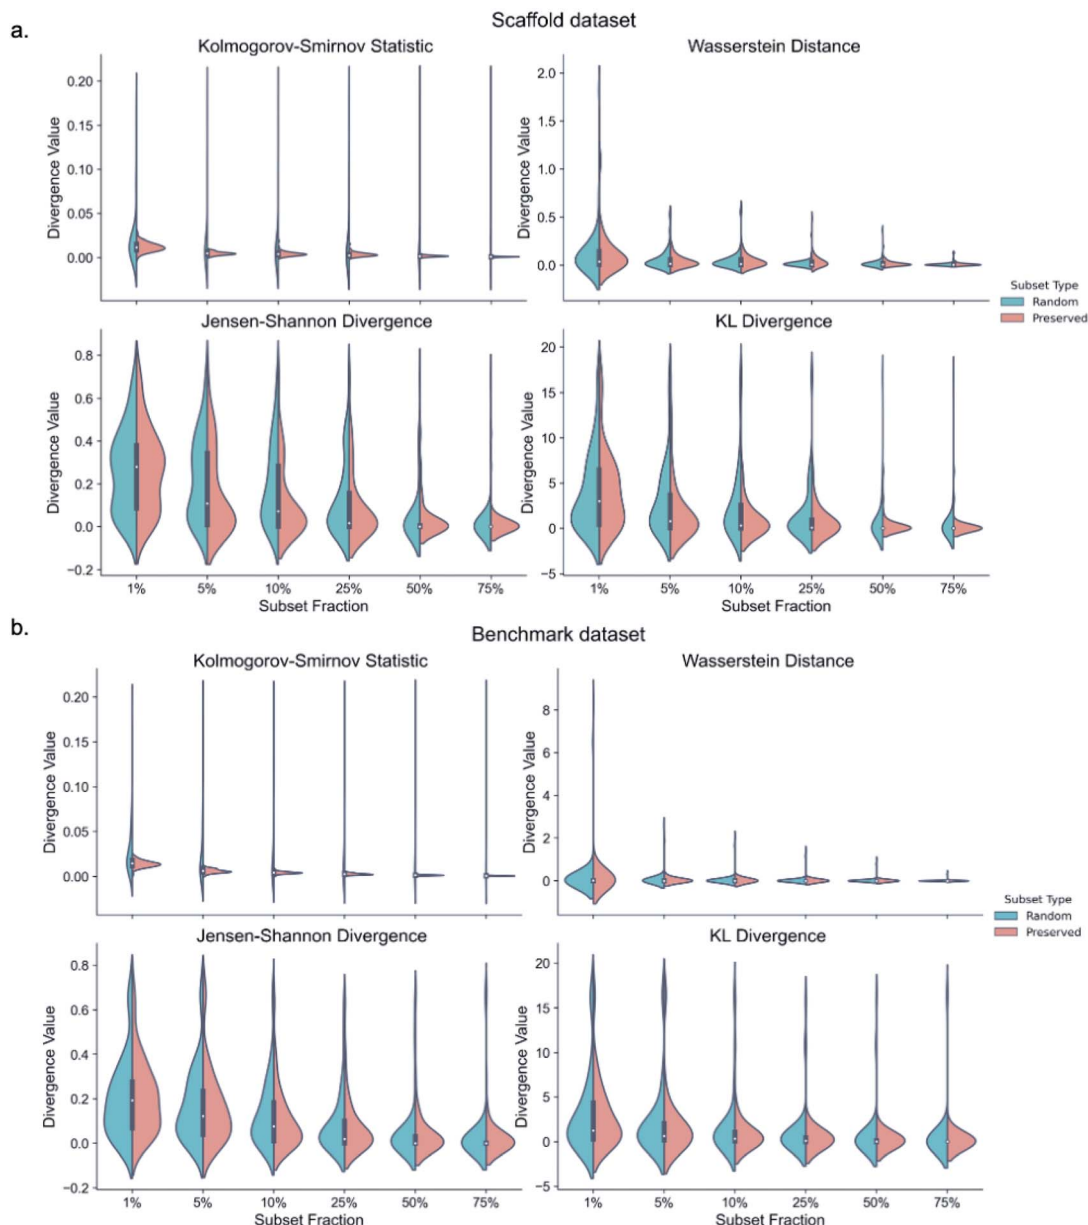 a.
Scaffold dataset
Kolmogorov-Smirnov Statistic
Divergence Value
0.20
0.15
0.10
0.05
0.00
Wasserstein Distance
Divergence Value
2.0
1.5
1.0
0.5
0.0
Subset Type
Random
Preserved
Jensen-Shannon Divergence
Divergence Value
0.8
0.6
0.4
0.2
0.0
−0.2
1% 5% 10% 25% 50% 75%
Subset Fraction
KL Divergence
Divergence Value
20
15
10
5
0
−5
1% 5% 10% 25% 50% 75%
Subset Fraction
b.
Benchmark dataset
Kolmogorov-Smirnov Statistic
Divergence Value
0.20
0.15
0.10
0.05
0.00
Wasserstein Distance
Divergence Value
8
6
4
2
0
Subset Type
Random
Preserved
Jensen-Shannon Divergence
Divergence Value
0.8
0.6
0.4
0.2
0.0
−0.2
1% 5% 10% 25% 50% 75%
Subset Fraction
KL Divergence
Divergence Value
20
15
10
5
0
−5
1% 5% 10% 25% 50% 75%
Subset Fraction